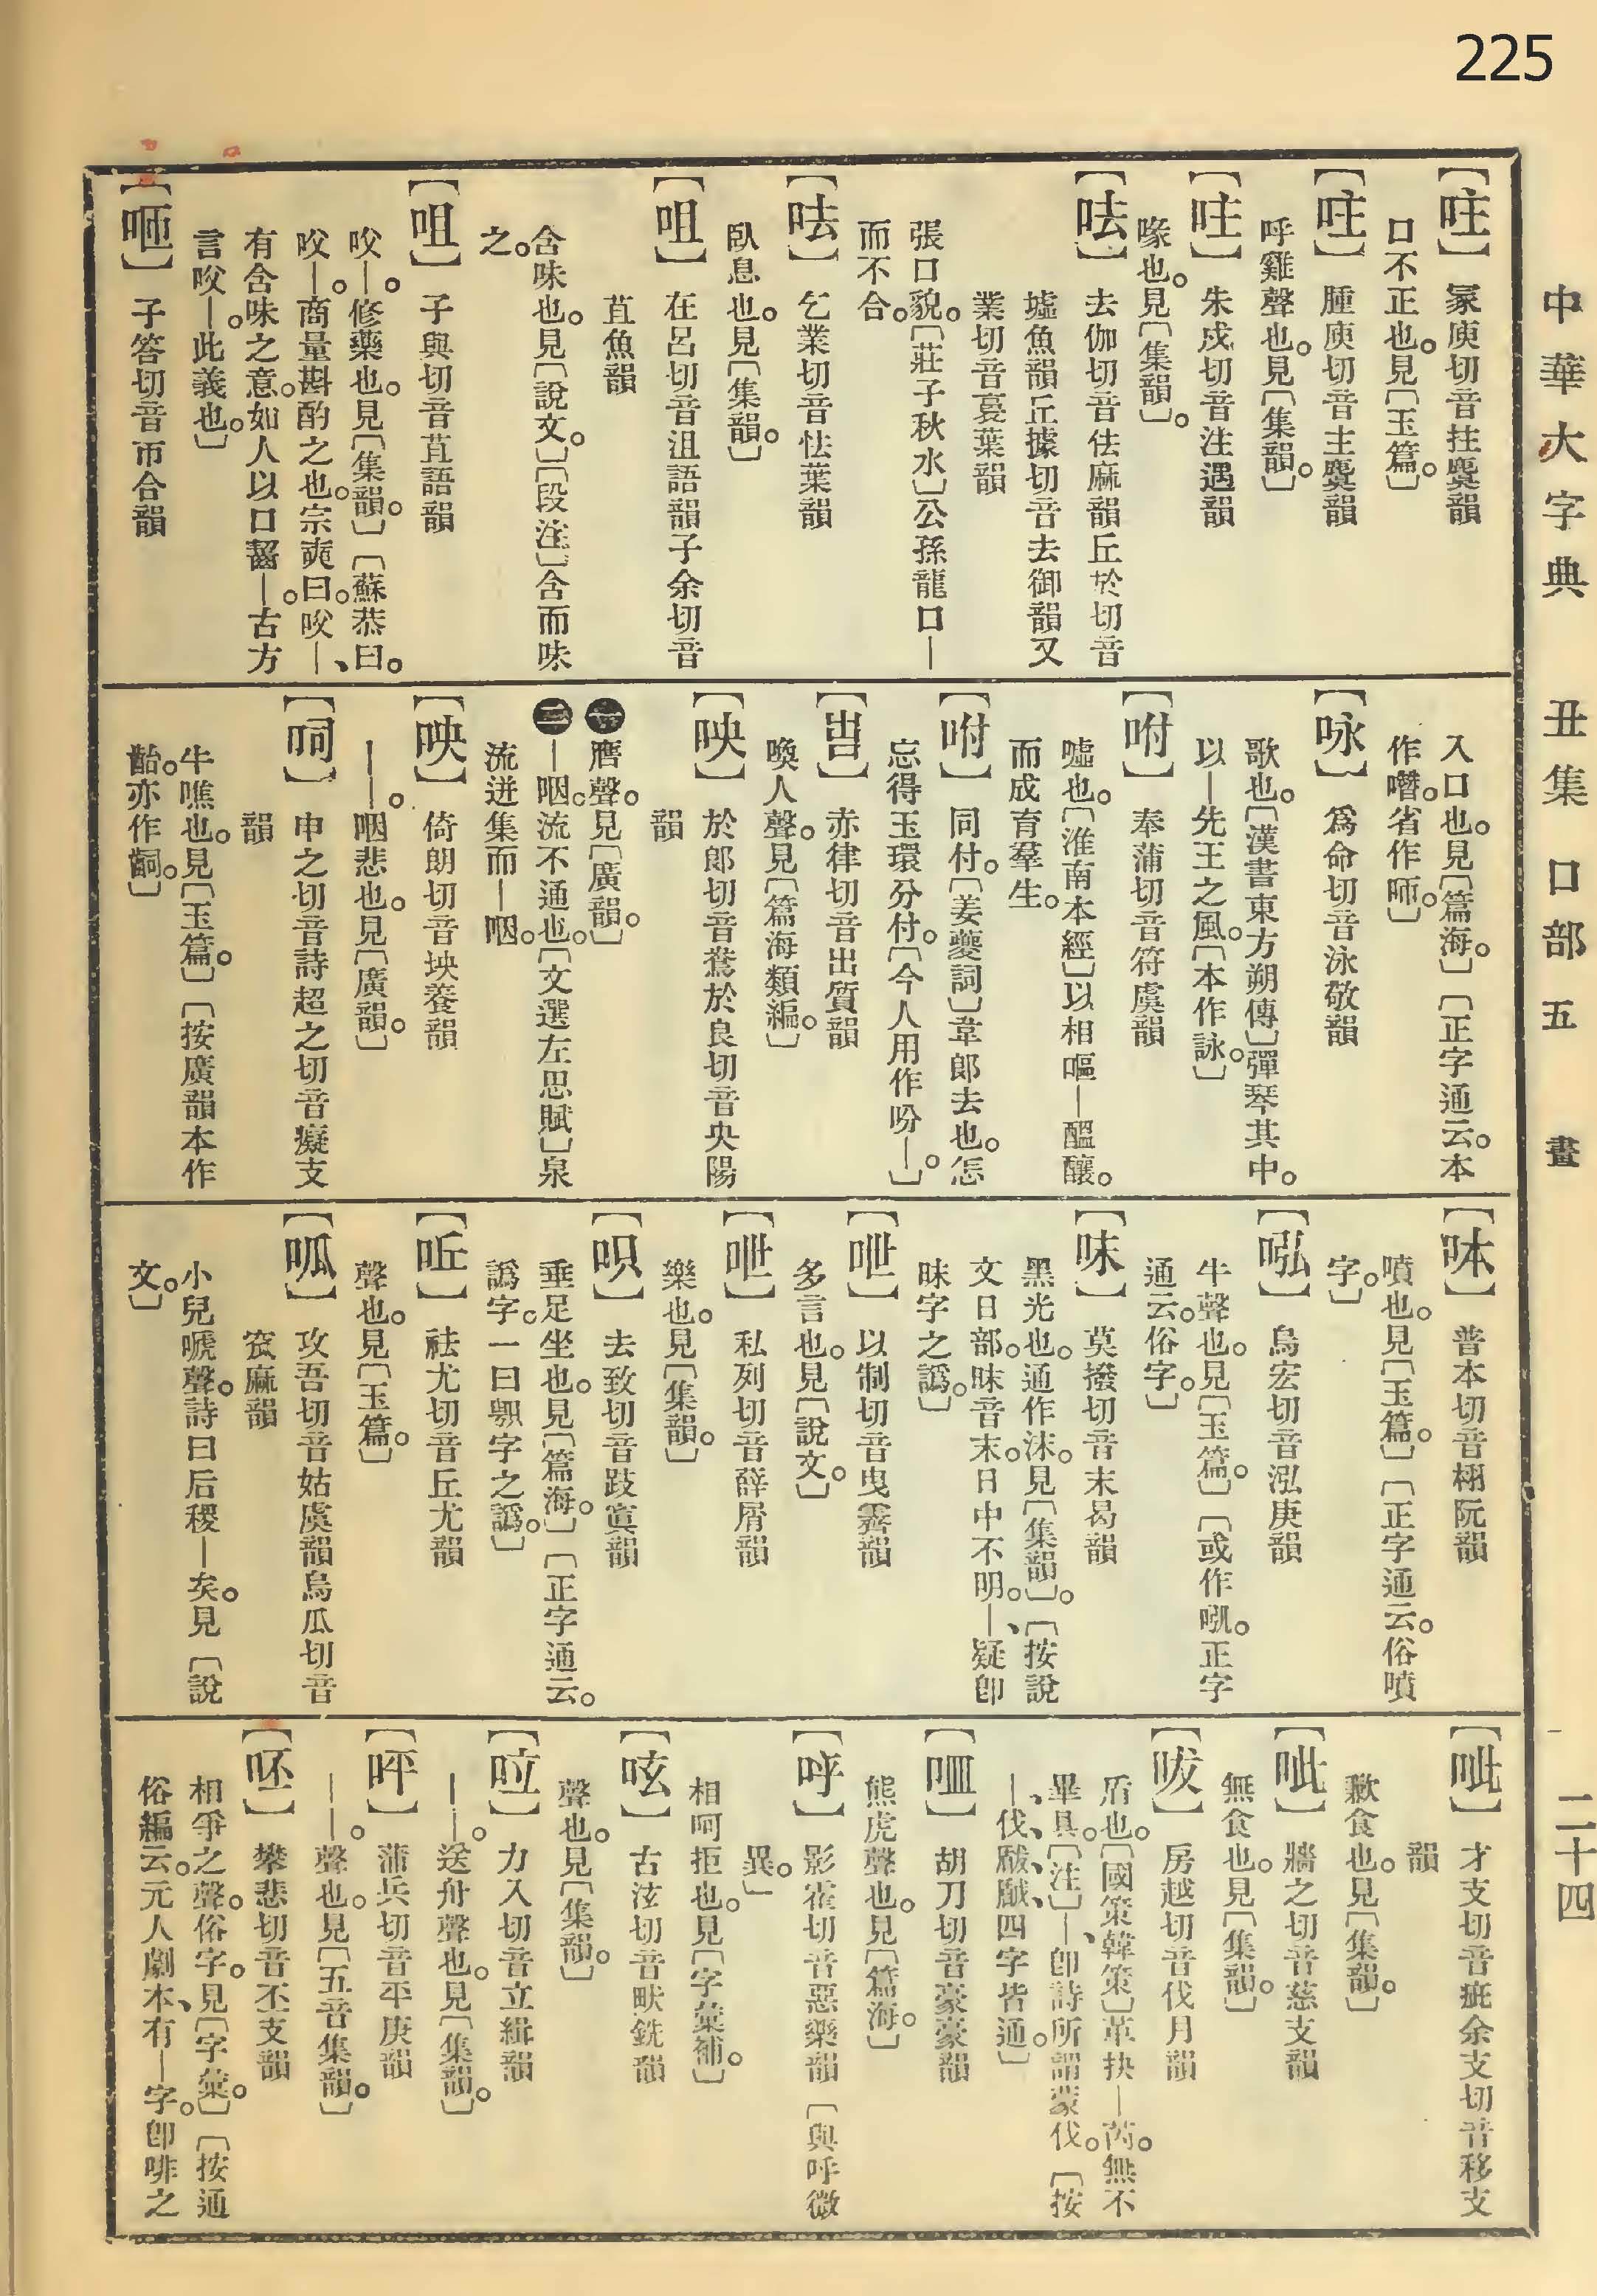 225
中華大字典　丑集　口部　五　畫　二十四
【𠰍】冢庾切音拄麌韻
口不正也。見〔玉篇。〕
【𠰍】腫庾切音主麌韻
呼雞聲也。見〔集韻。〕
【𠰍】朱戍切音注遇韻
喙也。見〔集韻。〕
【呿】去伽切音佉麻韻丘於切音
墟魚韻丘據切音去御韻又
業切音𢗊葉韻
張口貌。〔莊子秋水〕公孫龍口—
而不合。
【呿】乞業切音怯葉韻
臥息也。見〔集韻。〕
【咀】在呂切音沮語韻子余切音
苴魚韻
含味也。見〔說文。〕〔段注〕含而味
之。
【咀】子與切音苴語韻
㕮—。修藥也。見〔集韻。〕〔蘇恭曰。
㕮—。商量斟酌之也。宗奭曰。㕮—、
有含味之意。如人以口齧—。古方
言㕮—。此義也。〕
【咂】子答切音帀合韻
入口也。見〔篇海。〕〔正字通云。本
作噆。省作師。〕
【咏】爲命切音泳敬韻
歌也。〔漢書東方朔傳〕彈琴其中。
以—先王之風。〔本作詠。〕
【咐】奉蒲切音符虞韻
噓也。〔淮南本經〕以相嘔—醞釀。
而成育羣生。
【咐】同付。〔姜夔詞〕韋郎去也。怎
忘得玉環分付。〔今人用作吩—。〕
【㖕】赤律切音出質韻
喚人聲。見〔篇海類編。〕
【咉】於郎切音鴦於良切音央陽
韻
㊀譍聲。見〔廣韻。〕
㊁—咽。流不通也。〔文選左思賦〕泉
流迸集而—咽。
【咉】倚朗切音坱養韻
——。咽悲也。見〔廣韻。〕
【呞】申之切音詩超之切音癡支
韻
牛噍也。見〔玉篇。〕〔按廣韻本作
齝。亦作齠。〕
【呠】普本切音栩阮韻
噴也。見〔玉篇。〕〔正字通云。俗噴
字。〕
【吰】烏宏切音泓庚韻
牛聲也。見〔玉篇。〕〔或作吼。正字
通云。俗字。〕
【味】莫撥切音末曷韻
黑光也。通作沫。見〔集韻。〕〔按說
文日部。昩音末。日中不明。—、疑卽
昩字之譌。〕
【呭】以制切音曳霽韻
多言也。見〔說文。〕
【呭】私列切音薛屑韻
樂也。見〔集韻。〕
【呮】去致切音跂寘韻
垂足坐也。見〔篇海。〕〔正字通云。
譌字。一曰䫥字之譌。〕
【㕤】祛尤切音丘尤韻
聲也。見〔玉篇。〕
【呱】攻吾切音姑虞韻烏瓜切音
窊麻韻
小兒嗁聲。詩曰后稷—矣。見〔說
文。〕
【呲】才支切音疵余支切音移支
韻
歉食也。見〔集韻。〕
【呲】牆之切音慈支韻
無食也。見〔集韻。〕
【㕹】房越切音伐月韻
盾也。〔國策韓策〕革抉—芮。無不
畢具。〔注〕—卽詩所謂蒙伐。〔按
—、伐、瞂、𢧕四字皆通。〕
【㖅】胡刀切音豪豪韻
熊虎聲也。見〔篇海。〕
【呼】影霍切音惡藥韻〔與呼微
異。〕
相呵拒也。見〔字彙補。〕
【呟】古泫切音畎銑韻
聲也。見〔集韻。〕
【㕸】力入切音立緝韻
——。送舟聲也。見〔集韻。〕
【呯】蒲兵切音平庚韻
——。聲也。見〔五音集韻。〕
【呸】攀悲切音丕支韻
相爭之聲。俗字。見〔字彙。〕〔按通
俗編云。元人劇本、有—字。卽啡之